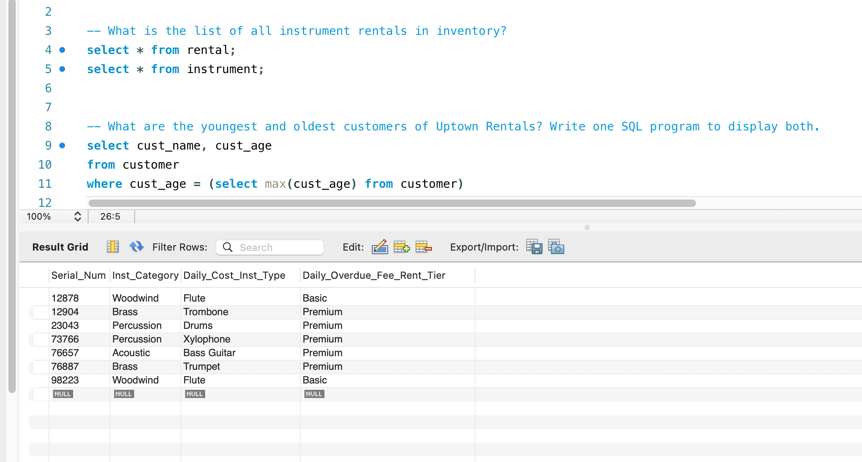 2
3 -- What is the list of all instrument rentals in inventory?
4 select * from rental;
5 select * from instrument;
6
7
8 -- What are the youngest and oldest customers of Uptown Rentals? Write one SQL program to display both.
9 select cust_name, cust_age
10 from customer
11 where cust_age = (select max(cust_age) from customer)
12
100% 26:5
Result Grid Filter Rows: Search Edit: Export/Import:
Serial_Num Inst_Category Daily_Cost_Inst_Type Daily_Overdue_Fee_Rent_Tier
12878 Woodwind Flute Basic
12904 Brass Trombone Premium
23043 Percussion Drums Premium
73766 Percussion Xylophone Premium
76657 Acoustic Bass Guitar Premium
76887 Brass Trumpet Premium
98223 Woodwind Flute Basic
NULL NULL NULL NULL